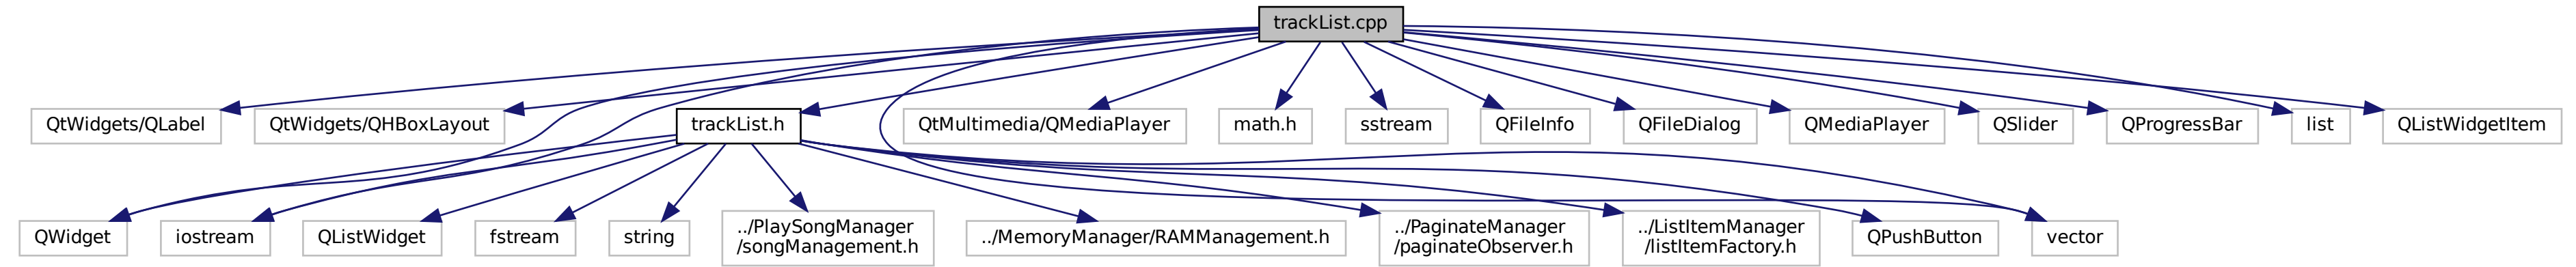 trackList.cpp
QtWidgets/QLabel
QtWidgets/QHBoxLayout
trackList.h
QtMultimedia/QMediaPlayer
math.h
sstream
QFileInfo
QFileDialog
QMediaPlayer
QSlider
QProgressBar
list
QListWidgetItem
QWidget
iostream
QListWidget
fstream
string
../PlaySongManager
/songManagement.h
../MemoryManager/RAMManagement.h
../PaginateManager
/paginateObserver.h
../ListItemManager
/listItemFactory.h
QPushButton
vector